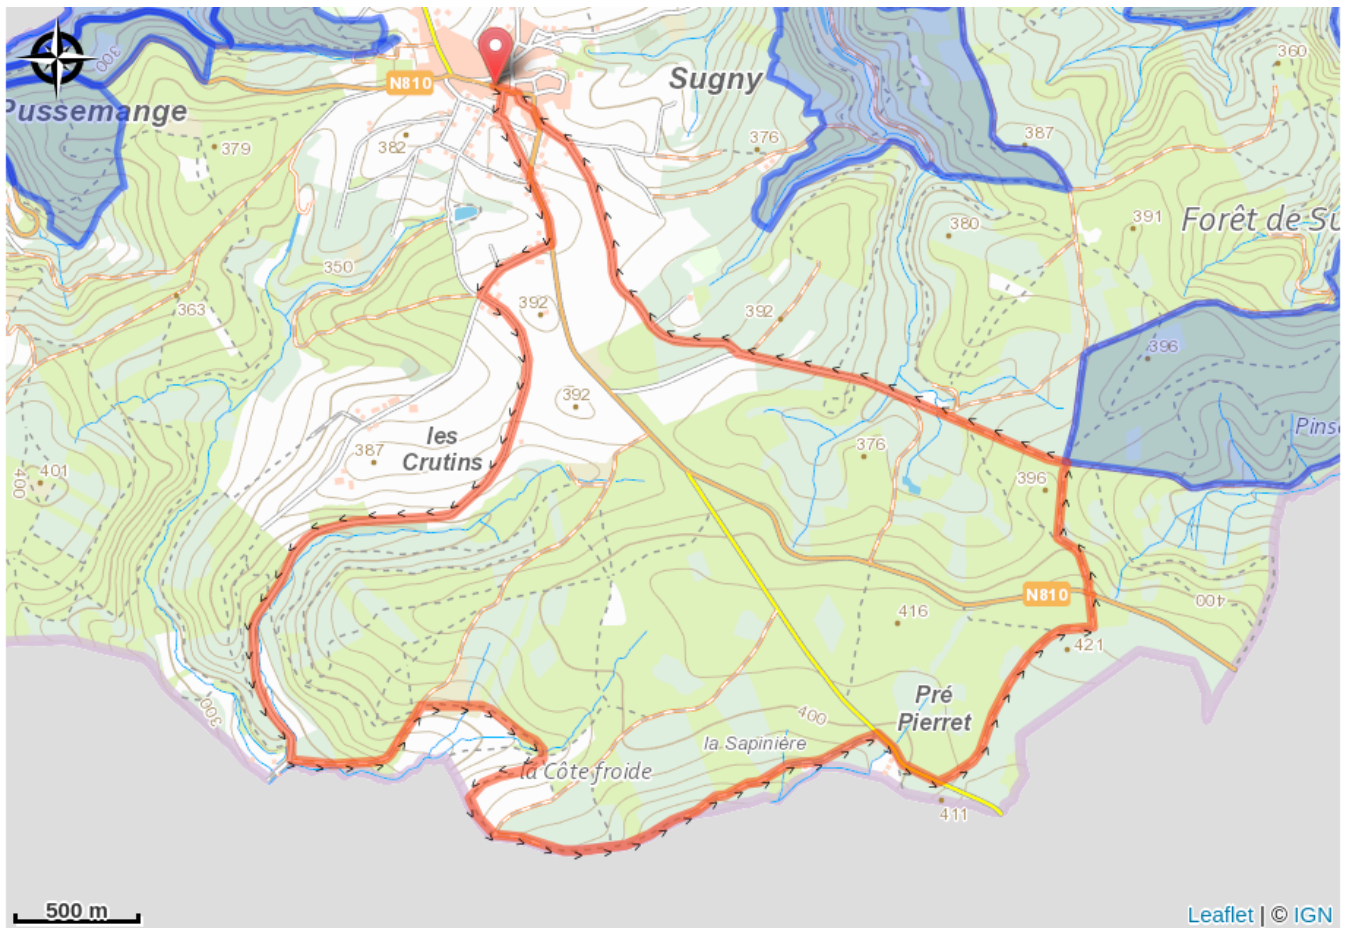 300
360
N810
Sugny
Pussemange
387
376
379
382
391
380
Forêt de Su
350
392
363
392
396
392
Pins
les
Crutins
376
387
401
400
396
N810
400
416
421
Pré
Pierret
300
400
la Sapinière
la Côte froide
411
500 m
Leaflet | © IGN